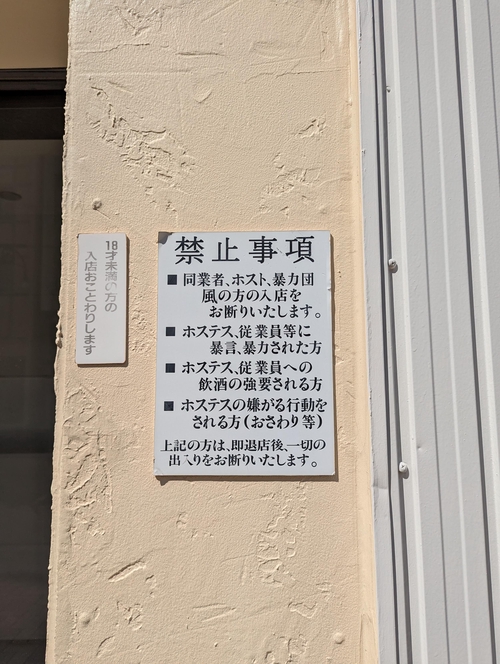 18才未満の方の
入店おことわりします
禁止事項
■ 同業者、ホスト、暴力団
風の方の入店を
お断りいたします。
■ ホステス、従業員等に
暴言、暴力された方
■ ホステス、従業員への
飲酒の強要される方
■ ホステスの嫌がる行動を
される方(おさわり等)
上記の方は、即退店後、一切の
出入りをお断りいたします。